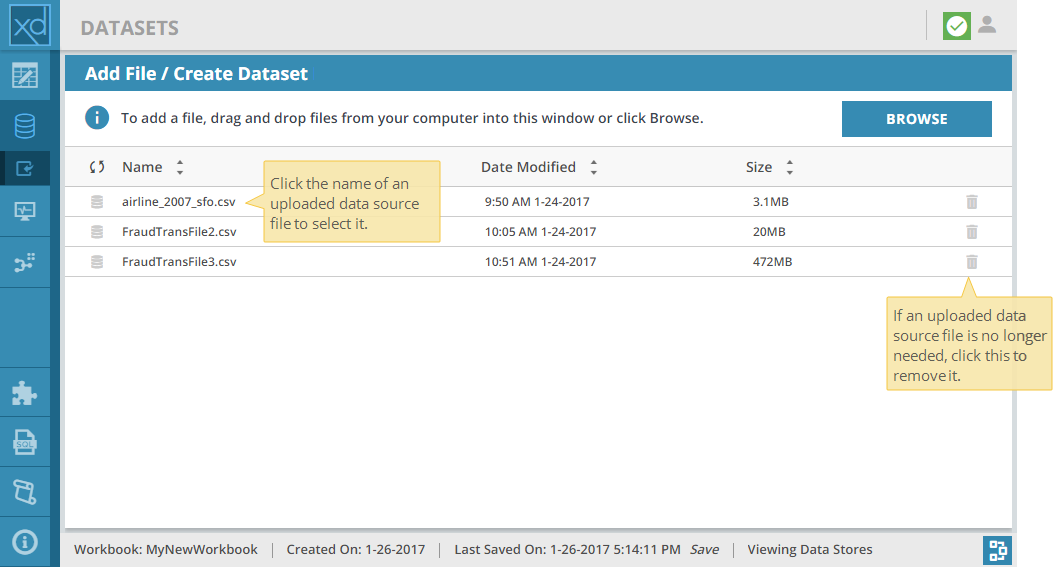 xd
DATASETS
Add File / Create Dataset
To add a file, drag and drop files from your computer into this window or click Browse.
BROWSE
Name
Date Modified
Size
airline_2007_sfo.csv
9:50 AM 1-24-2017
3.1MB
FraudTransFile2.csv
10:05 AM 1-24-2017
20MB
FraudTransFile3.csv
10:51 AM 1-24-2017
472MB
Click the name of an
uploaded data source
file to select it.
If an uploaded data
source file is no longer
needed, click this to
remove it.
SQL
Workbook: MyNewWorkbook
Created On: 1-26-2017
Last Saved On: 1-26-2017 5:14:11 PM Save
Viewing Data Stores